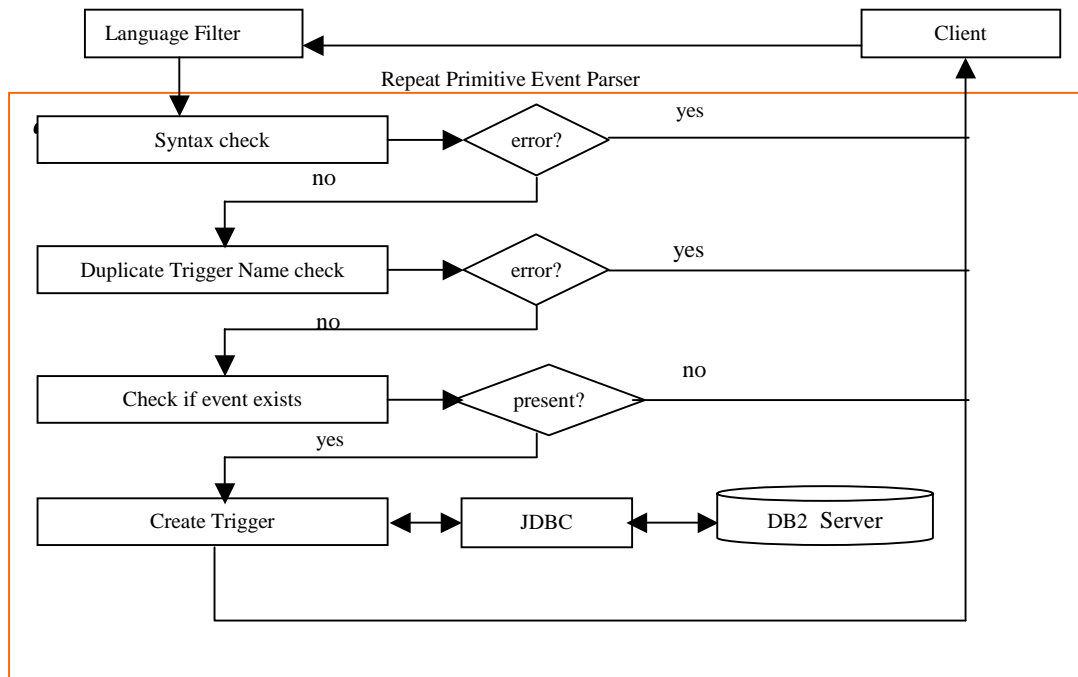 Language Filter
Client
Repeat Primitive Event Parser
yes
Syntax check
error?
no
yes
Duplicate Trigger Name check
error?
no
no
Check if event exists
present?
yes
Create Trigger
JDBC
DB2 Server